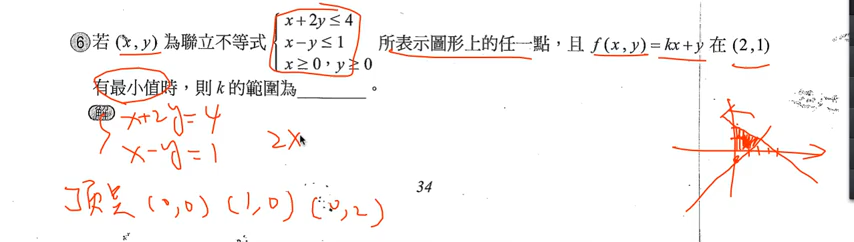 ⑥若 (x, y) 為聯立不等式 { x+2y≤4
x−y≤1
x≥0，y≥0 所表示圖形上的任一點，且 f(x, y)=kx+y 在 (2,1)
有最小值時，則 k 的範圍為________。
解
x+2y=4
x-y=1
2x
34
頂點 (0,0) (1,0) (0,2)